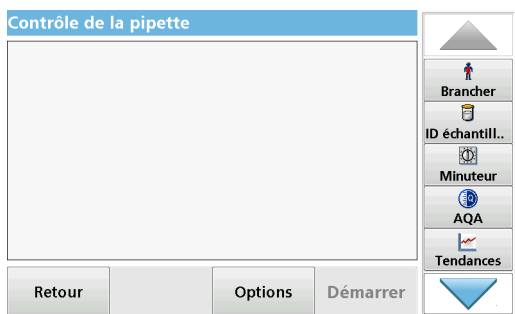 Contrôle de la pipette
Brancher
ID échantill..
Minuteur
AQA
Tendances
Retour
Options
Démarrer